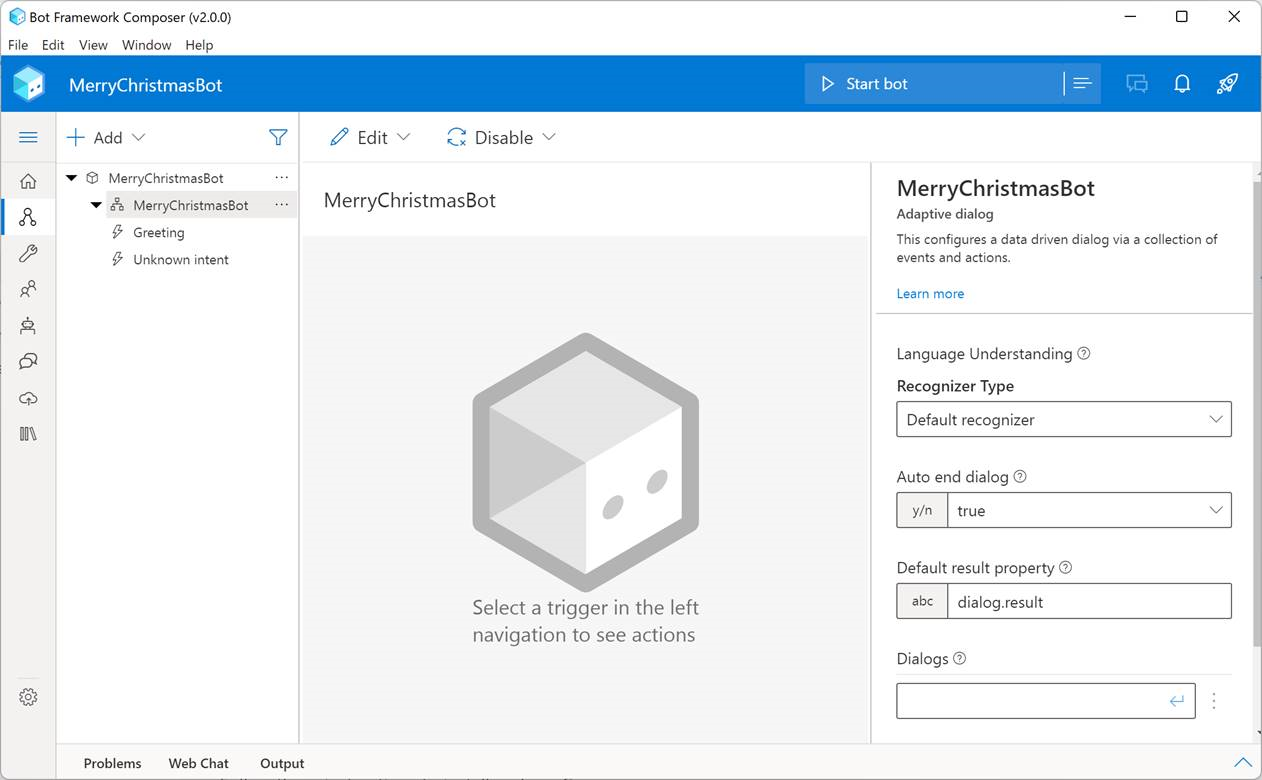 Bot Framework Composer (v2.0.0)
File Edit View Window Help
MerryChristmasBot
Start bot
Add
Edit
Disable
MerryChristmasBot ...
MerryChristmasBot ...
Greeting
Unknown intent
MerryChristmasBot
Select a trigger in the left
navigation to see actions
MerryChristmasBot
Adaptive dialog
This configures a data driven dialog via a collection of
events and actions.
Learn more
Language Understanding ?
Recognizer Type
Default recognizer
Auto end dialog ?
y/n true
Default result property ?
abc dialog.result
Dialogs ?
Problems Web Chat Output